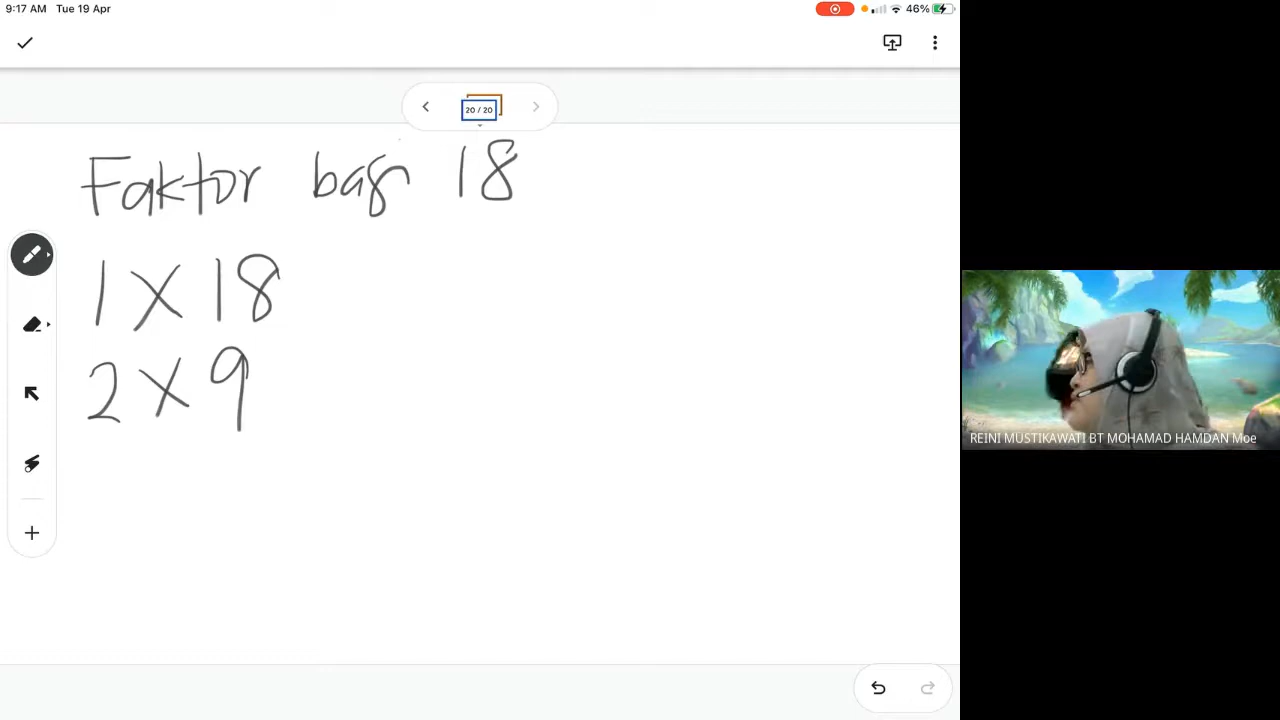 9:17 AM Tue 19 Apr
46%
20 / 20
Faktor bagi 18
1 X 18
2 X 9
REINI MUSTIKAWATI BT MOHAMAD HAMDAN Moe